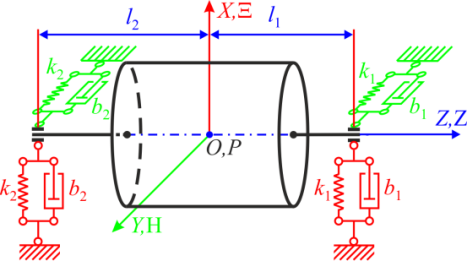 X,Ξ
l₂
l₁
k₂
b₂
k₁
b₁
O,P
Z,Z
Y,H
k₂
b₂
k₁
b₁